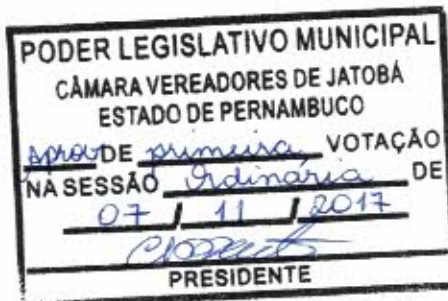 PODER LEGISLATIVO MUNICIPAL
CÂMARA VEREADORES DE JATOBÁ
ESTADO DE PERNAMBUCO
Aprov DE primeira VOTAÇÃO
NA SESSÃO Ordinária DE
07 / 11 / 2017
PRESIDENTE